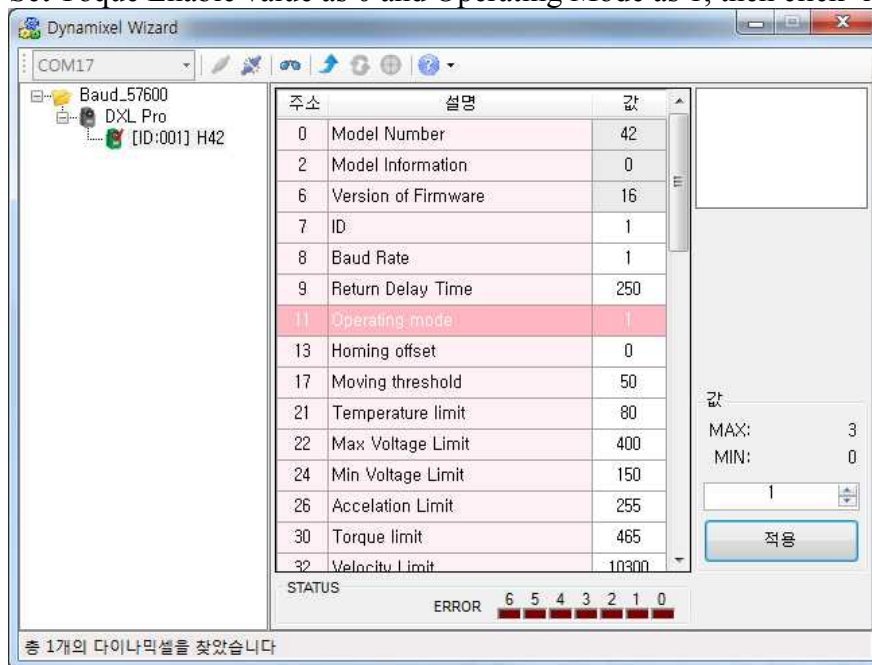 Set Toque Enable value as 0 and Operating Mode as 1, then click
Dynamixel Wizard
COM17
Baud_57600
DXL Pro
[ID:001] H42
주소 설명 값
0 Model Number 42
2 Model Information 0
6 Version of Firmware 16
7 ID 1
8 Baud Rate 1
9 Return Delay Time 250
11 Operating mode 1
13 Homing offset 0
17 Moving threshold 50
21 Temperature limit 80
22 Max Voltage Limit 400
24 Min Voltage Limit 150
26 Accelation Limit 255
30 Torque limit 465
32 Velocity Limit 10300
값
MAX: 3
MIN: 0
1
적용
STATUS
ERROR 6 5 4 3 2 1 0
총 1개의 다이나믹셀을 찾았습니다